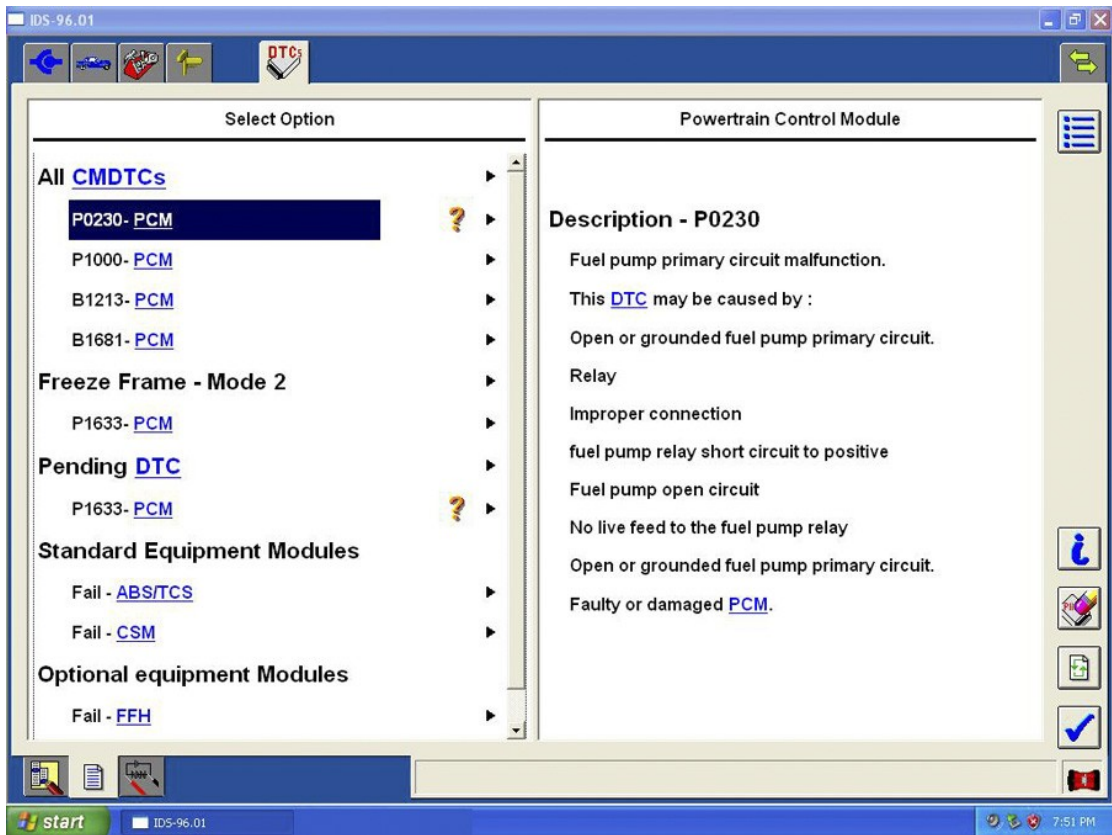 IDS-96.01
DTCs
Select Option
All CMDTCs
P0230- PCM
P1000- PCM
B1213- PCM
B1681- PCM
Freeze Frame - Mode 2
P1633- PCM
Pending DTC
P1633- PCM
Standard Equipment Modules
Fail - ABS/TCS
Fail - CSM
Optional equipment Modules
Fail - FFH
Powertrain Control Module
Description - P0230
Fuel pump primary circuit malfunction.
This DTC may be caused by :
Open or grounded fuel pump primary circuit.
Relay
Improper connection
fuel pump relay short circuit to positive
Fuel pump open circuit
No live feed to the fuel pump relay
Open or grounded fuel pump primary circuit.
Faulty or damaged PCM.
start
IDS-96.01
7:51 PM